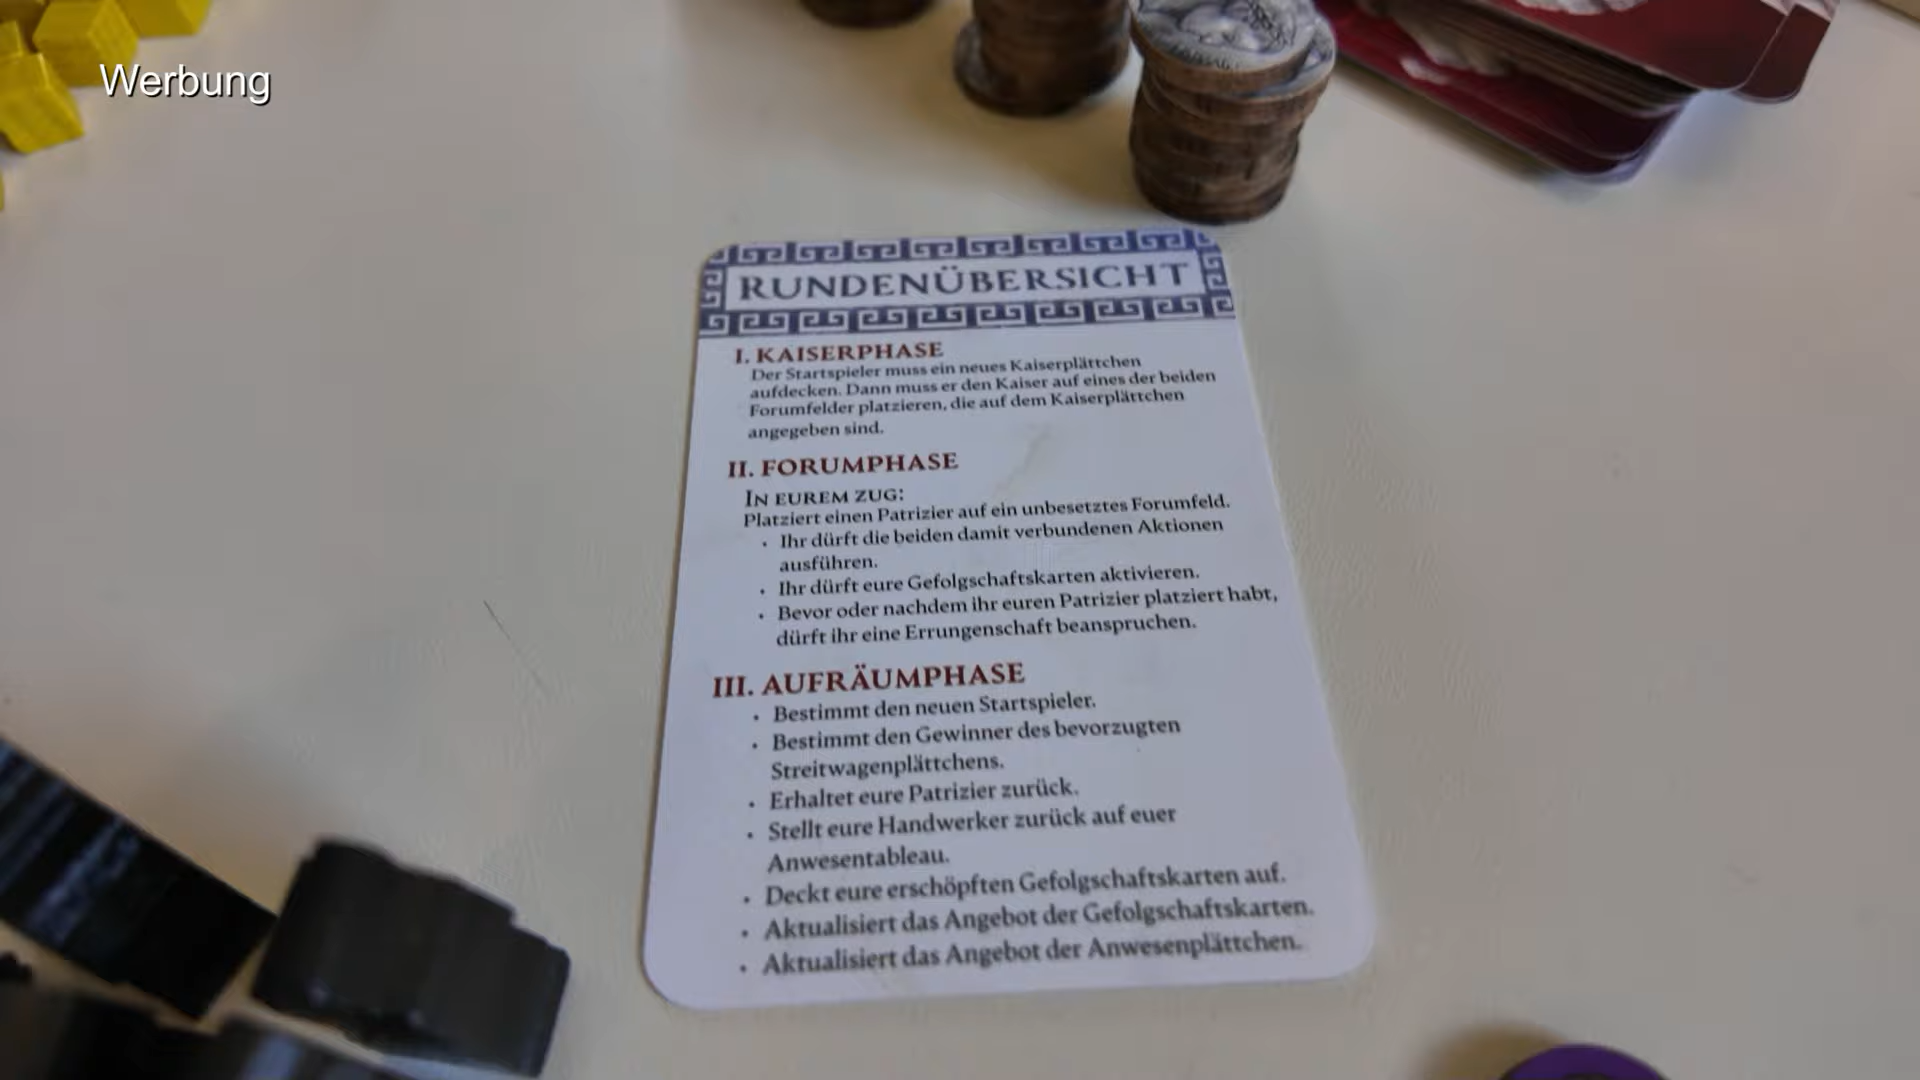 Werbung
RUNDENÜBERSICHT
I. KAISERPHASE
Der Startspieler muss ein neues Kaiserplättchen
aufdecken. Dann muss er den Kaiser auf eines der beiden
Forumfelder platzieren, die auf dem Kaiserplättchen
angegeben sind.
II. FORUMPHASE
IN EUREM ZUG:
Platziert einen Patrizier auf ein unbesetztes Forumfeld.
• Ihr dürft die beiden damit verbundenen Aktionen
ausführen.
• Ihr dürft eure Gefolgschaftskarten aktivieren.
• Bevor oder nachdem ihr euren Patrizier platziert habt,
dürft ihr eine Errungenschaft beanspruchen.
III. AUFRÄUMPHASE
• Bestimmt den neuen Startspieler.
• Bestimmt den Gewinner des bevorzugten
Streitwagenplättchens.
• Erhaltet eure Patrizier zurück.
• Stellt eure Handwerker zurück auf euer
Anwesentableau.
• Deckt eure erschöpften Gefolgschaftskarten auf.
• Aktualisiert das Angebot der Gefolgschaftskarten.
• Aktualisiert das Angebot der Anwesenplättchen.